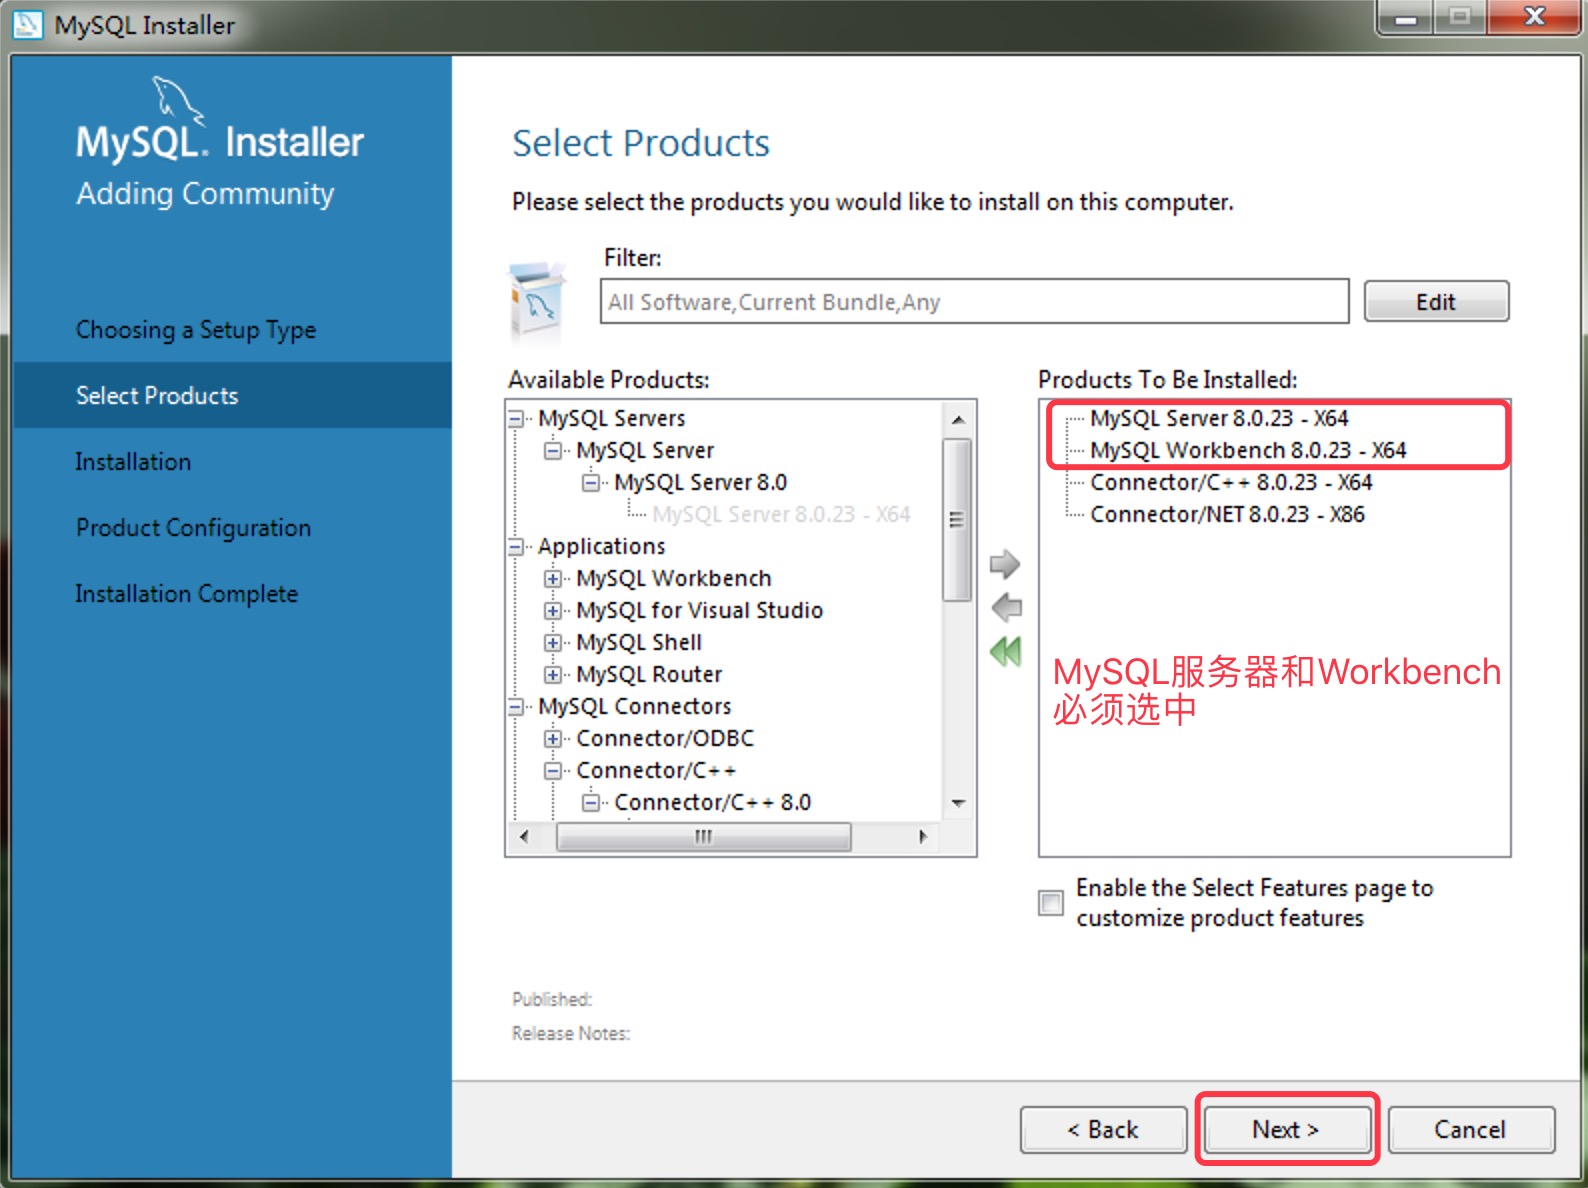 MySQL Installer
MySQL. Installer
Adding Community
Choosing a Setup Type
Select Products
Installation
Product Configuration
Installation Complete
Select Products
Please select the products you would like to install on this computer.
Filter:
All Software,Current Bundle,Any
Edit
Available Products:
MySQL Servers
MySQL Server
MySQL Server 8.0
MySQL Server 8.0.23 - X64
Applications
MySQL Workbench
MySQL for Visual Studio
MySQL Shell
MySQL Router
MySQL Connectors
Connector/ODBC
Connector/C++
Connector/C++ 8.0
Products To Be Installed:
MySQL Server 8.0.23 - X64
MySQL Workbench 8.0.23 - X64
Connector/C++ 8.0.23 - X64
Connector/NET 8.0.23 - X86
MySQL服务器和Workbench
必须选中
Enable the Select Features page to
customize product features
Published:
Release Notes:
< Back
Next >
Cancel